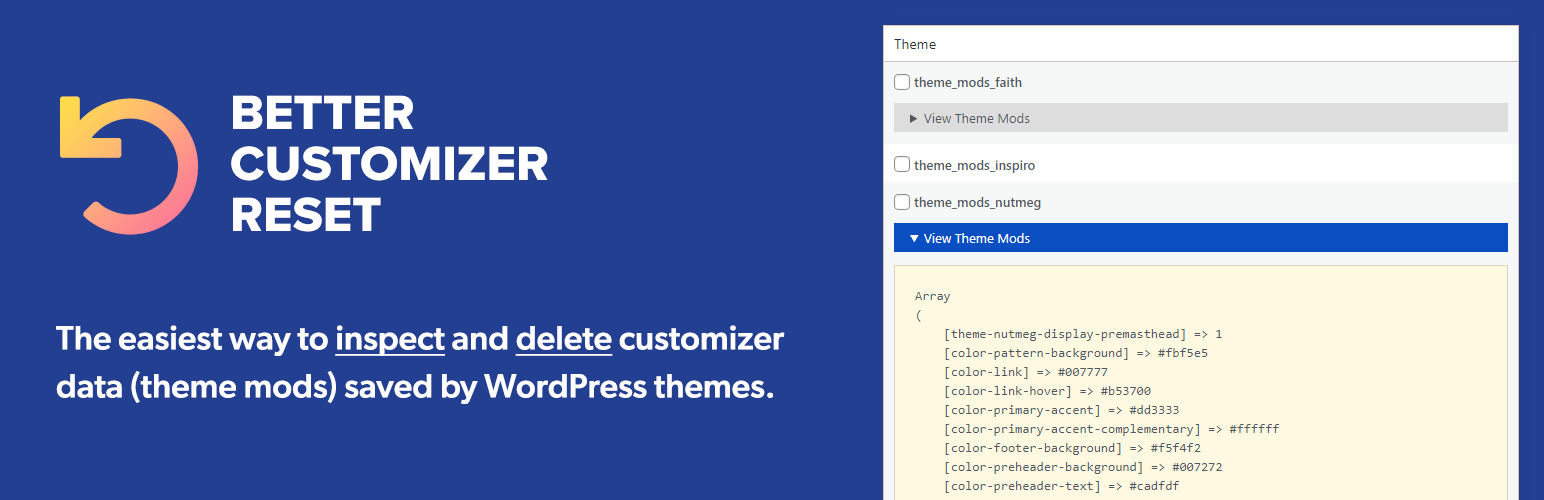 BETTER
CUSTOMIZER
RESET
The easiest way to inspect and delete customizer
data (theme mods) saved by WordPress themes.
Theme
theme_mods_faith
View Theme Mods
theme_mods_inspiro
theme_mods_nutmeg
View Theme Mods
Array
(
[theme-nutmeg-display-premasthead] => 1
[color-pattern-background] => #fbf5e5
[color-link] => #007777
[color-link-hover] => #b53700
[color-primary-accent] => #dd3333
[color-primary-accent-complementary] => #ffffff
[color-footer-background] => #f5f4f2
[color-preheader-background] => #007272
[color-preheader-text] => #cadfdf